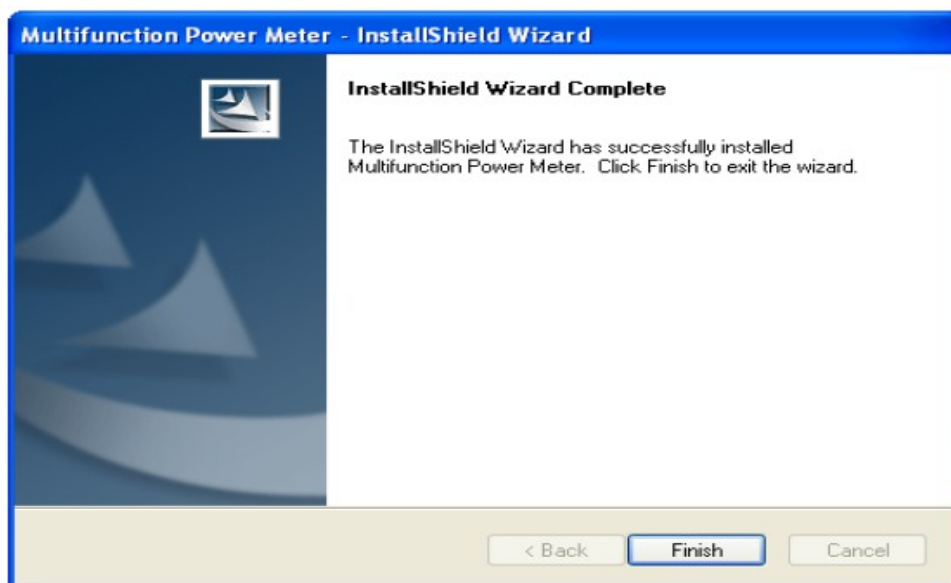 Multifunction Power Meter - InstallShield Wizard
InstallShield Wizard Complete
The InstallShield Wizard has successfully installed
Multifunction Power Meter. Click Finish to exit the wizard.
< Back
Finish
Cancel